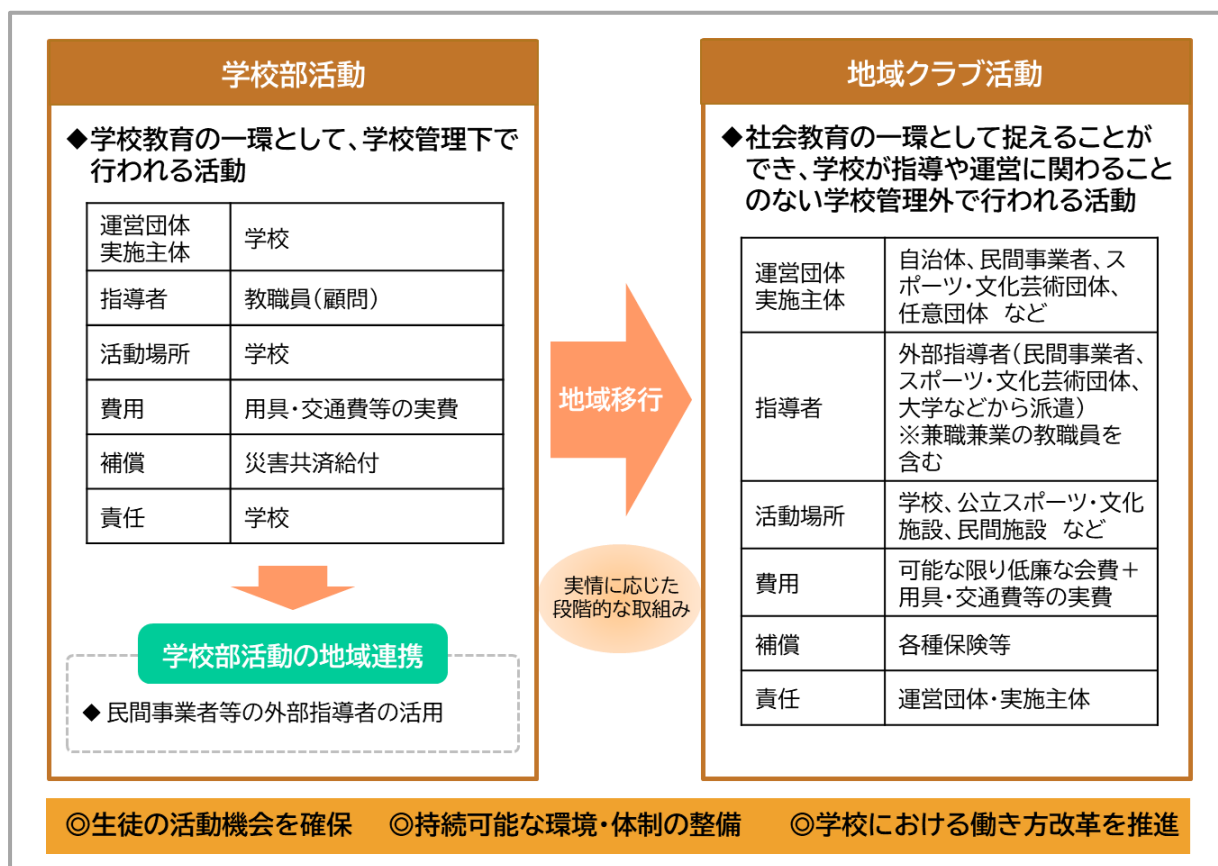 学校部活動
◆学校教育の一環として、学校管理下で
行われる活動
運営団体
実施主体
学校
指導者
教職員(顧問)
活動場所
学校
費用
用具・交通費等の実費
補償
災害共済給付
責任
学校
学校部活動の地域連携
◆ 民間事業者等の外部指導者の活用
地域移行
実情に応じた
段階的な取組み
地域クラブ活動
◆社会教育の一環として捉えることが
でき、学校が指導や運営に関わること
のない学校管理外で行われる活動
運営団体
実施主体
自治体、民間事業者、ス
ポーツ・文化芸術団体、
任意団体 など
指導者
外部指導者(民間事業者、
スポーツ・文化芸術団体、
大学などから派遣)
※兼職兼業の教職員を
含む
活動場所
学校、公立スポーツ・文化
施設、民間施設 など
費用
可能な限り低廉な会費+
用具・交通費等の実費
補償
各種保険等
責任
運営団体・実施主体
◎生徒の活動機会を確保 ◎持続可能な環境・体制の整備 ◎学校における働き方改革を推進